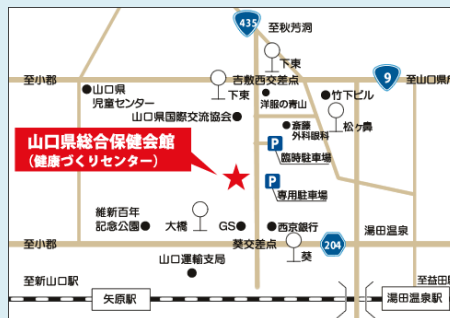 435
至秋芳洞
下東
至小郡
吉敷西交差点
9
至山口県庁
山口県
児童センター
下東
洋服の青山
竹下ビル
山口県国際交流協会
斎藤
外科眼科
松ヶ鼻
山口県総合保健会館
(健康づくりセンター)
P
臨時駐車場
P
専用駐車場
維新百年
記念公園
大橋
GS
西京銀行
湯田温泉
至小郡
葵交差点
葵
204
山口運輸支局
至新山口駅
至益田
矢原駅
湯田温泉駅